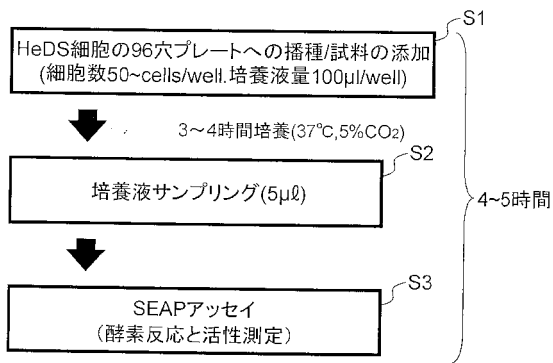 S1
HeDS細胞の96穴プレートへの播種/試料の添加
(細胞数50~cells/well.培養液量100µl/well)
3~4時間培養(37℃,5%CO2)
S2
培養液サンプリング(5µℓ)
4~5時間
S3
SEAPアッセイ
(酵素反応と活性測定)